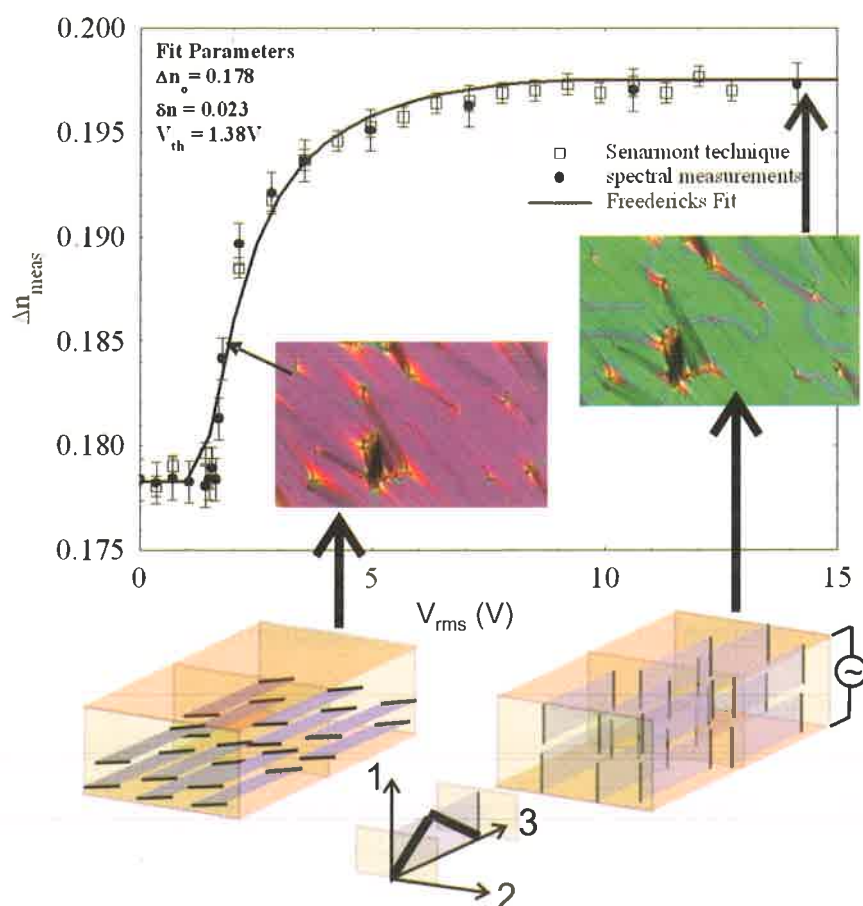 0.200
0.195
0.190
0.185
0.180
0.175
Δn_meas
Fit Parameters
Δn_o = 0.178
δn = 0.023
V_th = 1.38V
Senarmont technique
spectral measurements
Freedericks Fit
0 5 10 15
V_rms (V)
1
3
2